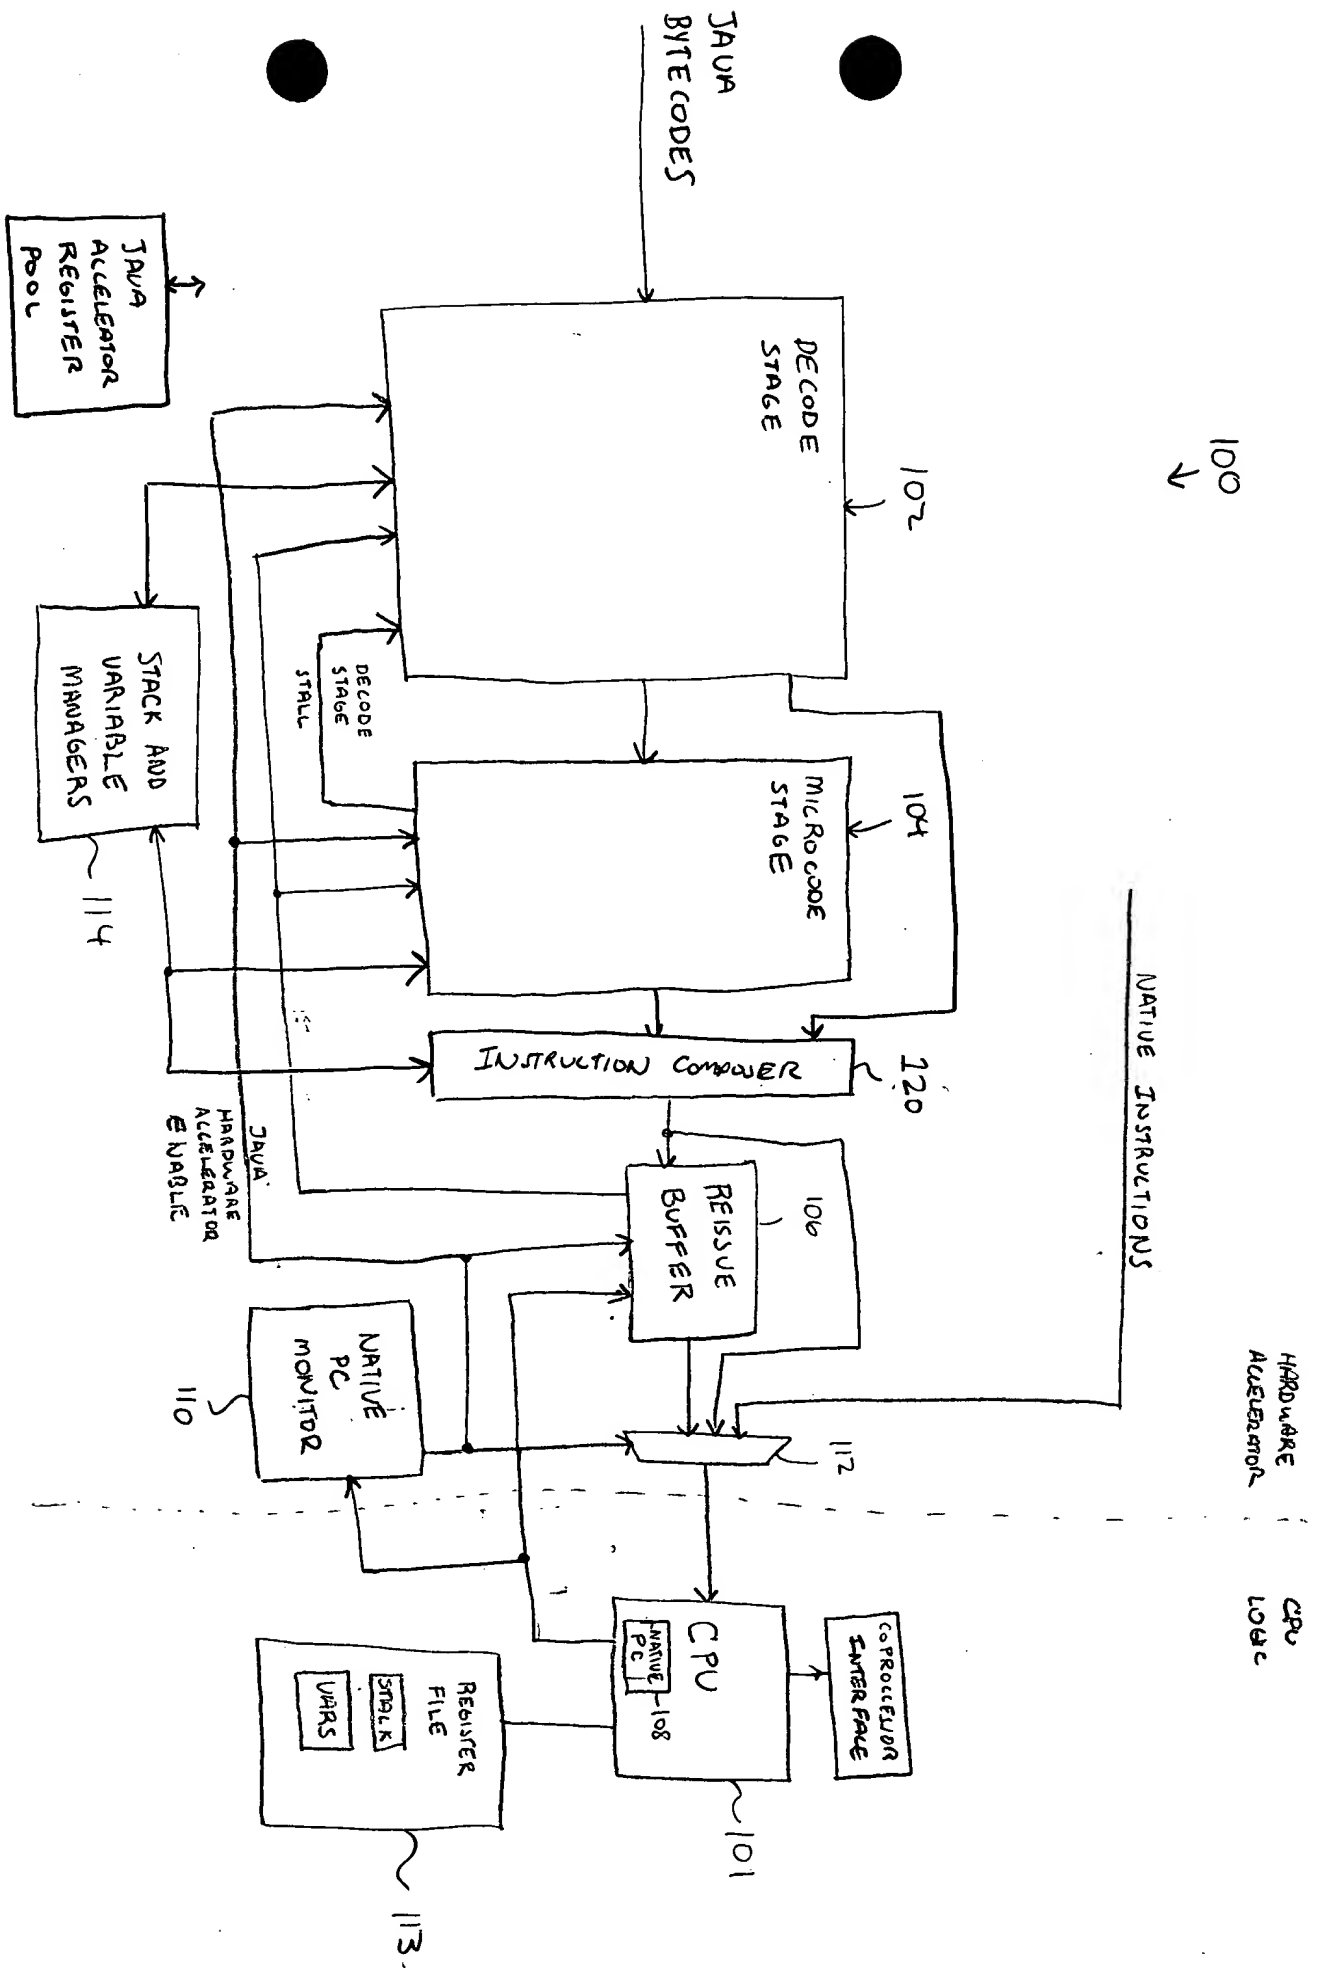 100
HARDWARE
ACCELERATOR
CPU
LOGIC
NATIVE INSTRUCTIONS
JAVA
BYTECODES
DECODE
STAGE
102
MICROCODE
STAGE
104
INSTRUCTION COMPOSER
120
REISSUE
BUFFER
106
112
COPROCCESSOR
INTERFACE
CPU
NATIVE
PC
108
101
DECODE
STAGE
STALL
JAVA
HARDWARE
ACCELERATOR
ENABLE
NATIVE
PC
MONITOR
110
REGISTER
FILE
STACK
VARS
113
STACK AND
VARIABLE
MANAGERS
114
JAVA
ACCELERATOR
REGISTER
POOL